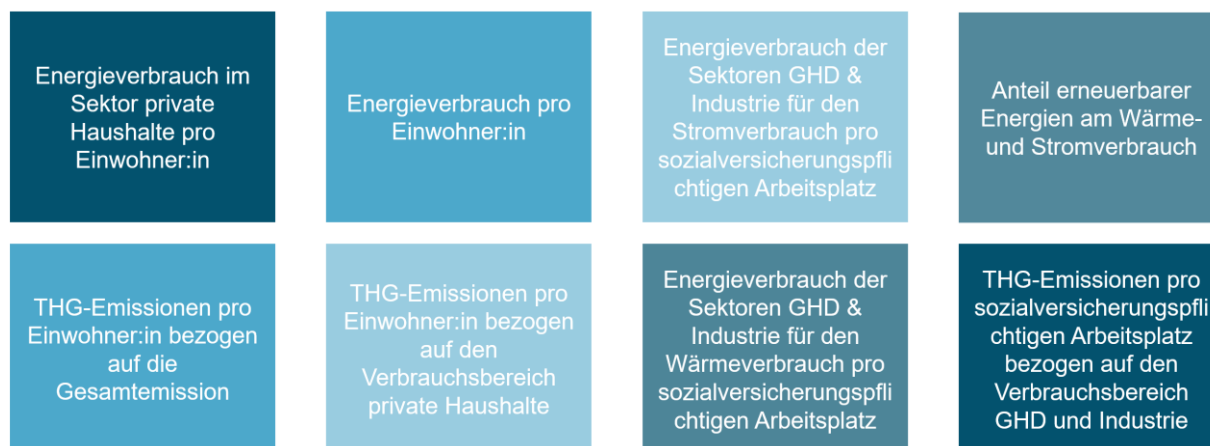 Energieverbrauch im
Sektor private
Haushalte pro
Einwohner:in
Energieverbrauch pro
Einwohner:in
Energieverbrauch der
Sektoren GHD &
Industrie für den
Stromverbrauch pro
sozialversicherungspfli
chtigen Arbeitsplatz
Anteil erneuerbarer
Energien am Wärme-
und Stromverbrauch
THG-Emissionen pro
Einwohner:in bezogen
auf die
Gesamtemission
THG-Emissionen pro
Einwohner:in bezogen
auf den
Verbrauchsbereich
private Haushalte
Energieverbrauch der
Sektoren GHD &
Industrie für den
Wärmeverbrauch pro
sozialversicherungspfli
chtigen Arbeitsplatz
THG-Emissionen pro
sozialversicherungspfli
chtigen Arbeitsplatz
bezogen auf den
Verbrauchsbereich
GHD und Industrie